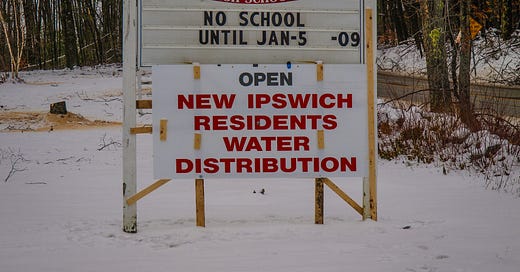 NO SCHOOL
UNTIL JAN-5 -09
OPEN
NEW IPSWICH
RESIDENTS
WATER
DISTRIBUTION